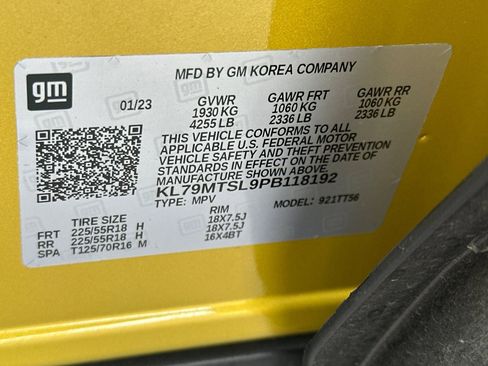 gm
MFD BY GM KOREA COMPANY
01/23 GVWR GAWR FRT GAWR RR
1930 KG 1060 KG 1060 KG
4255 LB 2336 LB 2336 LB
THIS VEHICLE CONFORMS TO ALL
APPLICABLE U.S. FEDERAL MOTOR
VEHICLE SAFETY AND THEFT PREVENTION
STANDARDS IN EFFECT ON THE DATE OF
MANUFACTURE SHOWN ABOVE.
KL79MTSL9PB118192
TYPE: MPV MODEL: 921TT56
TIRE SIZE RIM
FRT 225/55R18 H 18X7.5J
RR 225/55R18 H 18X7.5J
SPA T125/70R16 M 16X4BT